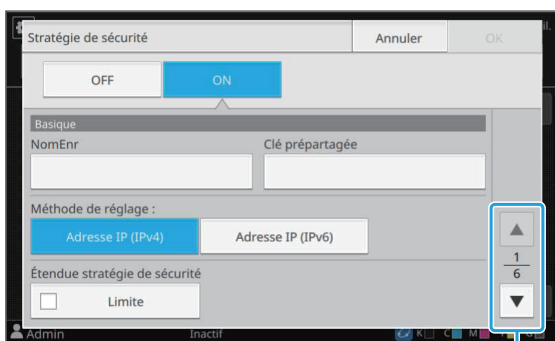 Stratégie de sécurité
Annuler
OK
OFF
ON
Basique
NomEnr
Clé prépartagée
Méthode de réglage :
Adresse IP (IPv4)
Adresse IP (IPv6)
1
6
Étendue stratégie de sécurité
Limite
Admin
Inactif
K
C
M